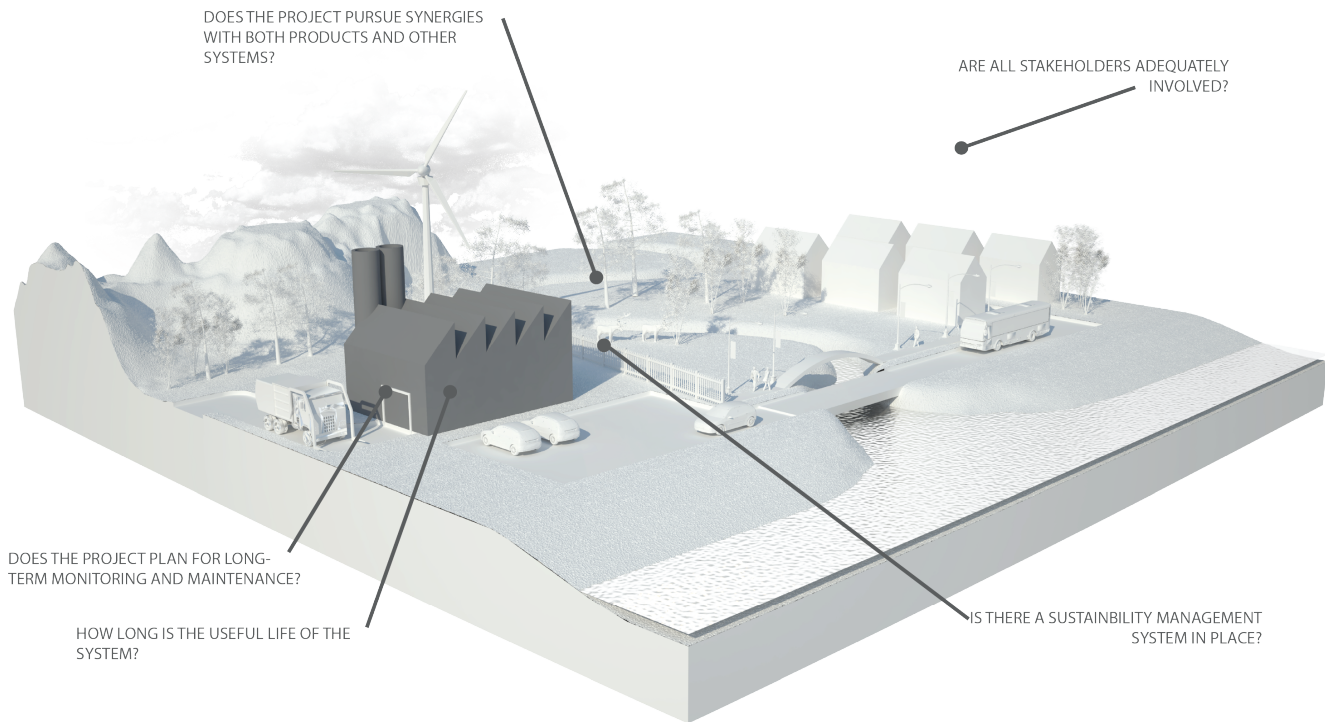 DOES THE PROJECT PURSUE SYNERGIES
WITH BOTH PRODUCTS AND OTHER
SYSTEMS?
ARE ALL STAKEHOLDERS ADEQUATELY
INVOLVED?
DOES THE PROJECT PLAN FOR LONG-
TERM MONITORING AND MAINTENANCE?
HOW LONG IS THE USEFUL LIFE OF THE
SYSTEM?
IS THERE A SUSTAINBILITY MANAGEMENT
SYSTEM IN PLACE?